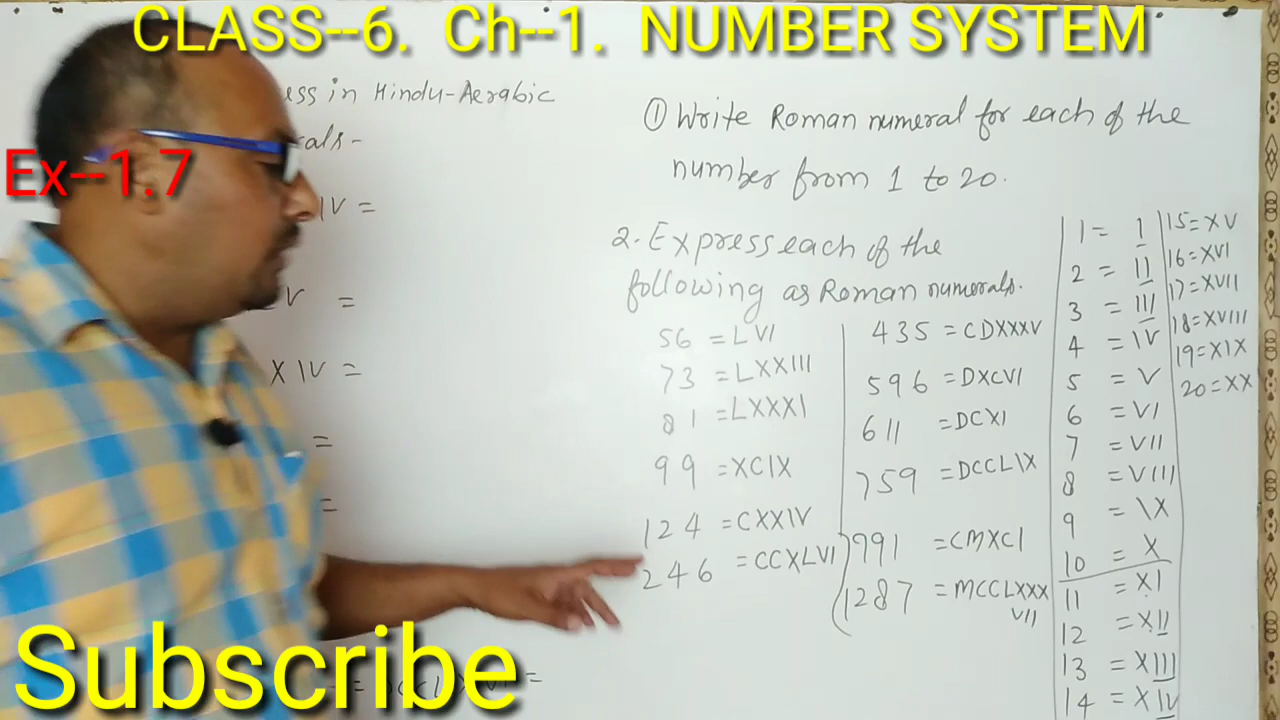 CLASS--6. Ch--1. NUMBER SYSTEM
Ex--1.7
in Hindu-Aerabic
IV =
V =
XIV =
=
=
=
① Write Roman numeral for each of the
number from 1 to 20.
2. Express each of the
following as Roman numerals.
56 = LVI
73 = LXXIII
81 = LXXXI
99 = XCIX
124 = CXXIV
246 = CCXLVI
435 = CDXXXV
596 = DXCVI
611 = DCXI
759 = DCCLIX
991 = CMXCI
1287 = MCCLXXX
VII
1 = I
2 = II
3 = III
4 = IV
5 = V
6 = VI
7 = VII
8 = VIII
9 = IX
10 = X
11 = XI
12 = XII
13 = XIII
14 = XIV
15 = XV
16 = XVI
17 = XVII
18 = XVIII
19 = XIX
20 = XX
Subscribe